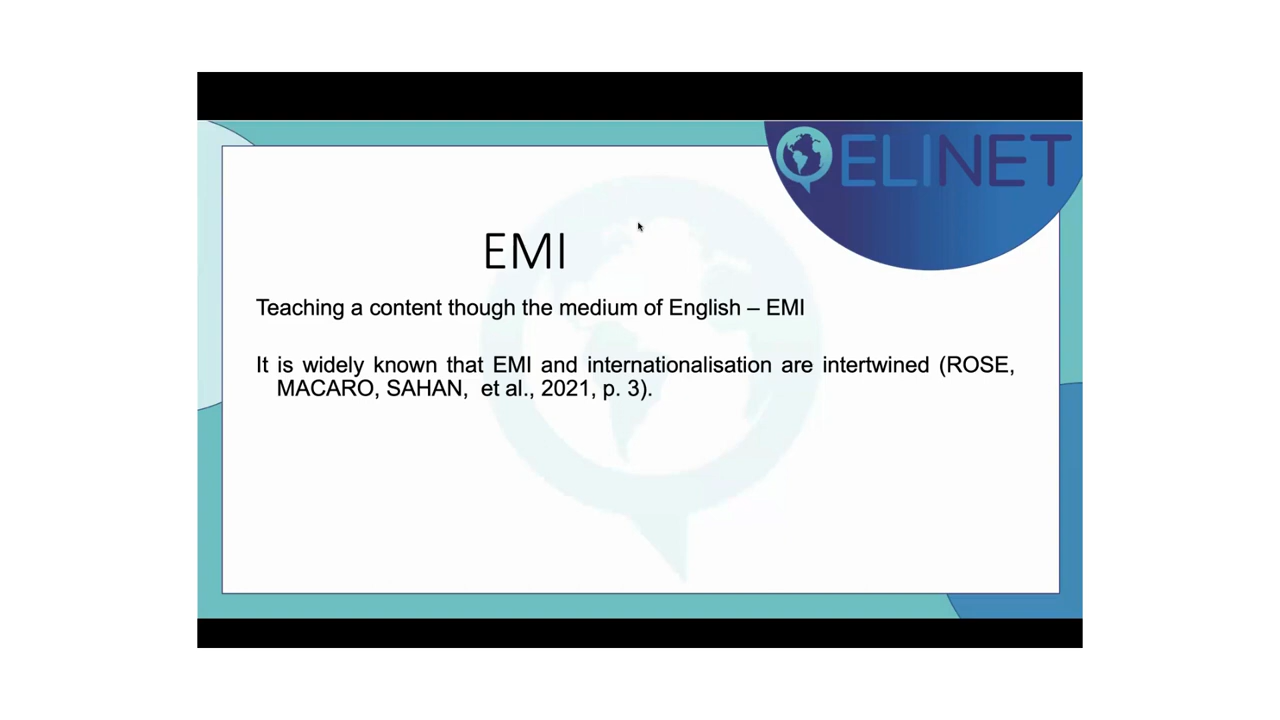 ELINET
EMI
Teaching a content though the medium of English – EMI
It is widely known that EMI and internationalisation are intertwined (ROSE,
MACARO, SAHAN, et al., 2021, p. 3).